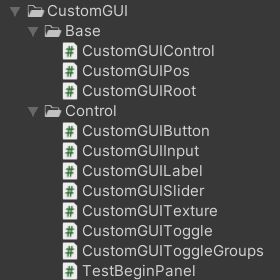 CustomGUI
Base
CustomGUIControl
CustomGUIPos
CustomGUIRoot
Control
CustomGUIButton
CustomGUIInput
CustomGUILabel
CustomGUISlider
CustomGUITexture
CustomGUIToggle
CustomGUIToggleGroups
TestBeginPanel